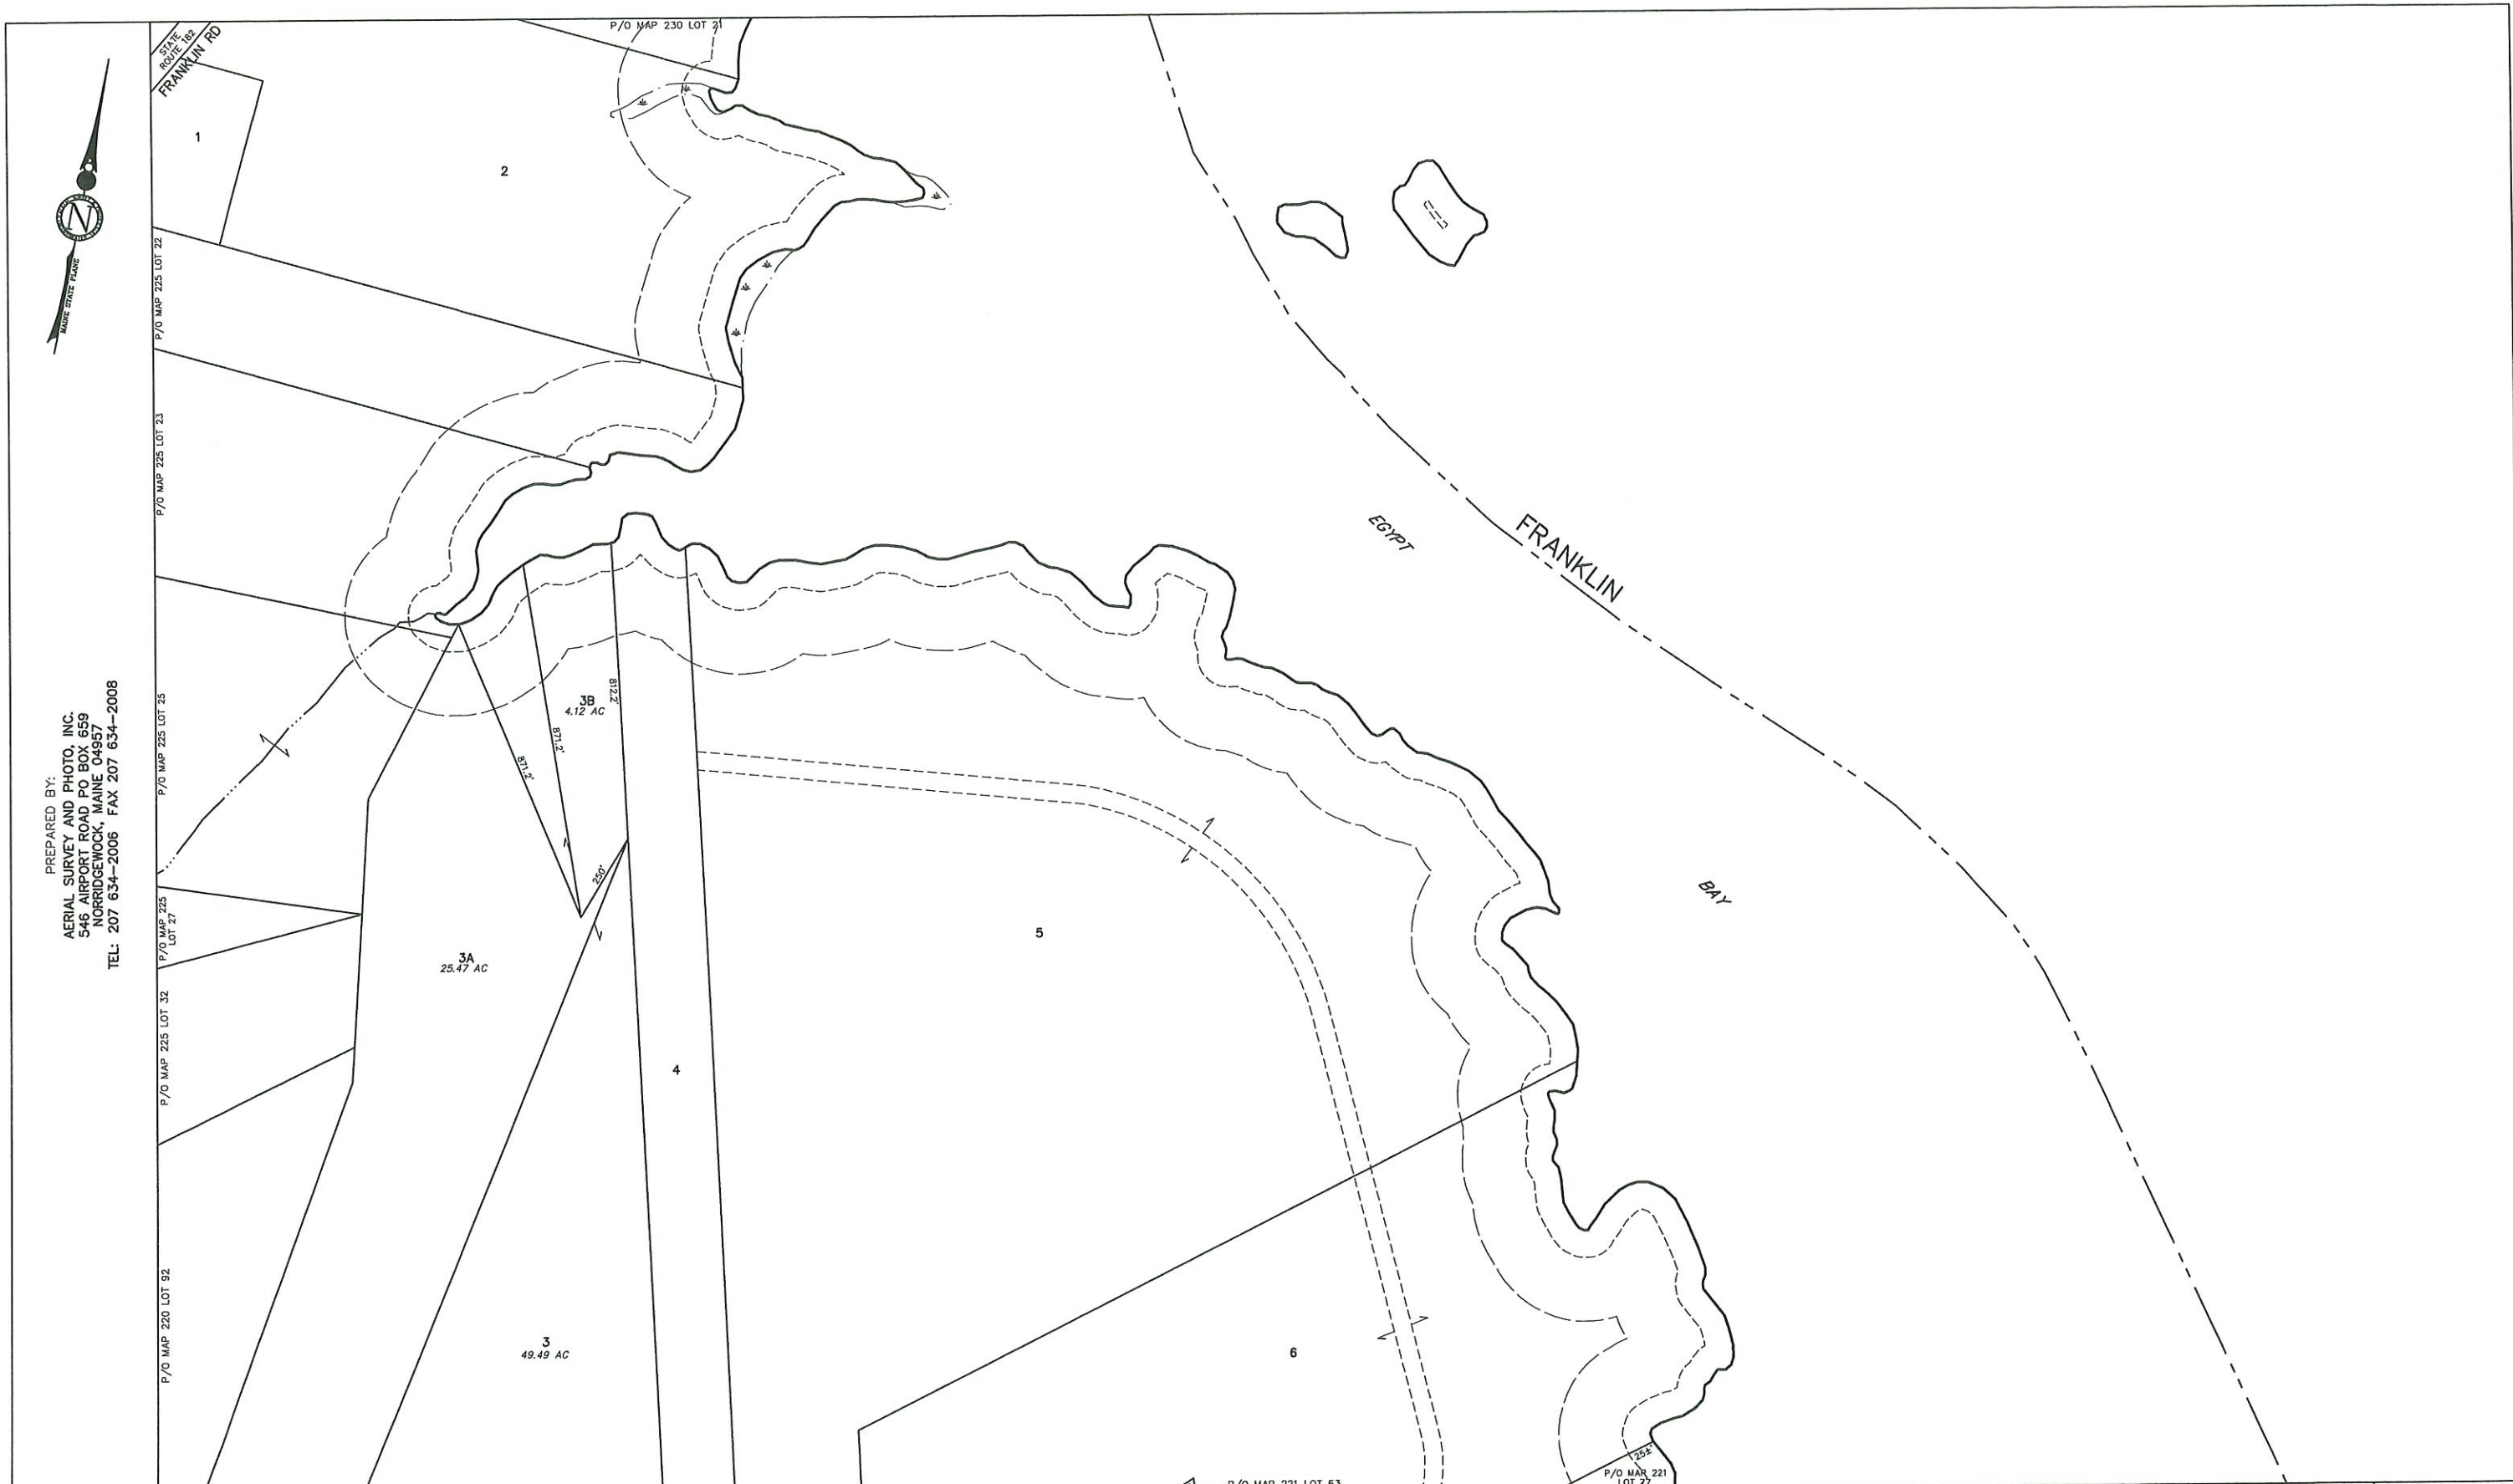 P/O MAP 230 LOT 21
STATE
ROUTE 182
FRANKLIN RD
1
2
N
MAINE STATE PLANE
P/O MAP 225 LOT 22
P/O MAP 225 LOT 23
EGYPT
FRANKLIN
BAY
PREPARED BY:
AERIAL SURVEY AND PHOTO, INC.
546 AIRPORT ROAD PO BOX 659
NORRIDGEWOCK, MAINE 04957
TEL: 207 634-2006 FAX 207 634-2008
P/O MAP 225 LOT 25
3B
4.12 AC
812.2'
871.2'
871.2'
250'
P/O MAP 225
LOT 27
3A
25.47 AC
5
P/O MAP 225 LOT 32
4
P/O MAP 220 LOT 92
3
49.49 AC
6
25±'
P/O MAP 221
LOT 27
P/O MAP 221 LOT 53